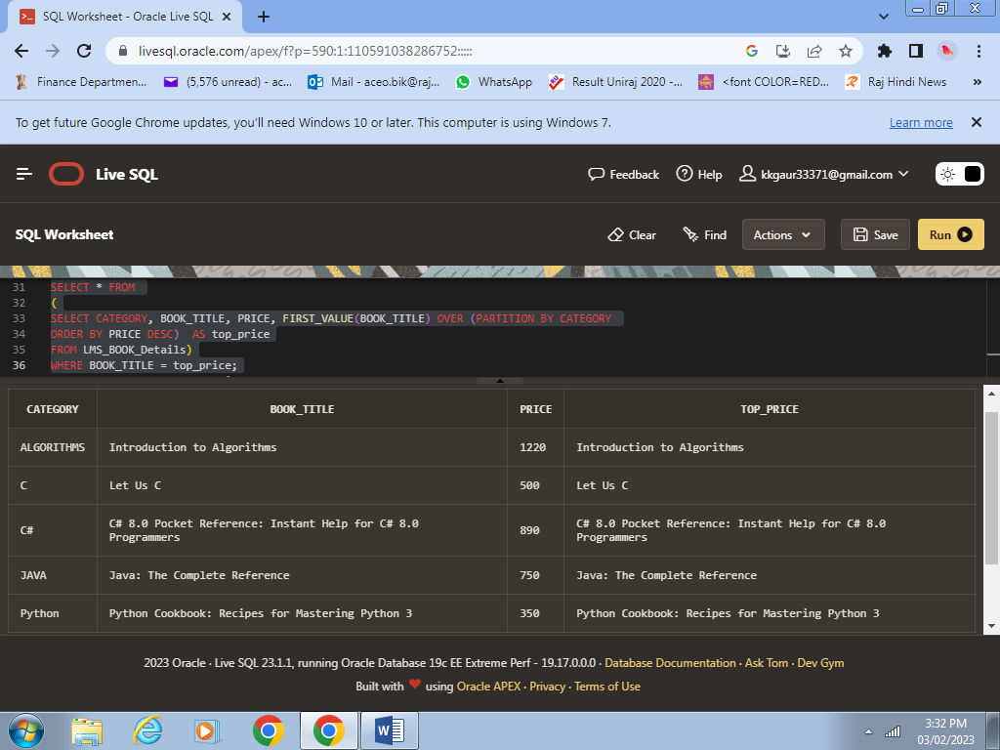 SQL Worksheet - Oracle Live SQL
livesql.oracle.com/apex/f?p=590:1:110591038286752:::::
Finance Departmen... (5,576 unread) - ac... Mail - aceo.bik@raj... WhatsApp Result Uniraj 2020 -... <font COLOR=RED... Raj Hindi News »
To get future Google Chrome updates, you'll need Windows 10 or later. This computer is using Windows 7. Learn more
Live SQL Feedback Help kkgaur33371@gmail.com
SQL Worksheet Clear Find Actions Save Run
31 SELECT * FROM
32 (
33 SELECT CATEGORY, BOOK_TITLE, PRICE, FIRST_VALUE(BOOK_TITLE) OVER (PARTITION BY CATEGORY
34 ORDER BY PRICE DESC) AS top_price
35 FROM LMS_BOOK_Details)
36 WHERE BOOK_TITLE = top_price;
CATEGORY BOOK_TITLE PRICE TOP_PRICE
ALGORITHMS Introduction to Algorithms 1220 Introduction to Algorithms
C Let Us C 500 Let Us C
C# C# 8.0 Pocket Reference: Instant Help for C# 8.0 Programmers 890 C# 8.0 Pocket Reference: Instant Help for C# 8.0 Programmers
JAVA Java: The Complete Reference 750 Java: The Complete Reference
Python Python Cookbook: Recipes for Mastering Python 3 350 Python Cookbook: Recipes for Mastering Python 3
2023 Oracle · Live SQL 23.1.1, running Oracle Database 19c EE Extreme Perf - 19.17.0.0.0 · Database Documentation · Ask Tom · Dev Gym
Built with ❤ using Oracle APEX · Privacy · Terms of Use
3:32 PM
03/02/2023